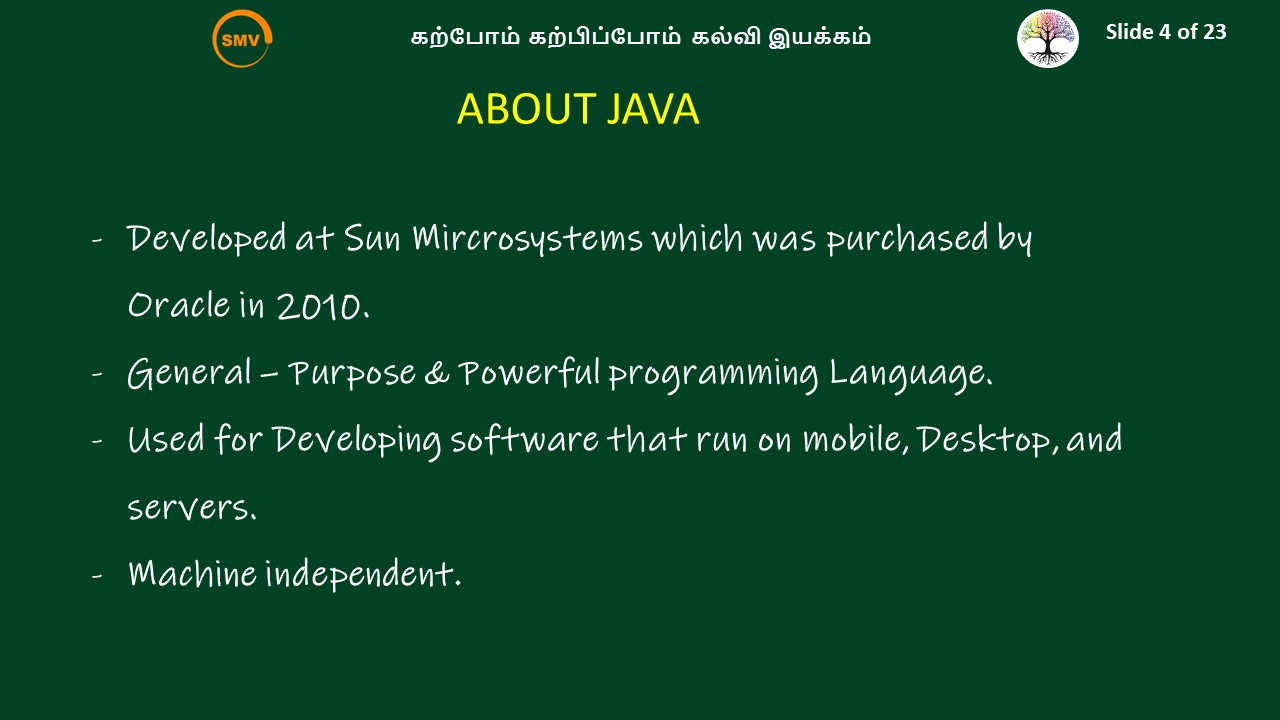 SMV
கற்போம் கற்பிப்போம் கல்வி இயக்கம்
Slide 4 of 23
ABOUT JAVA
- Developed at Sun Mircrosystems which was purchased by
Oracle in 2010.
- General – Purpose & Powerful programming Language.
- Used for Developing software that run on mobile, Desktop, and
servers.
- Machine independent.